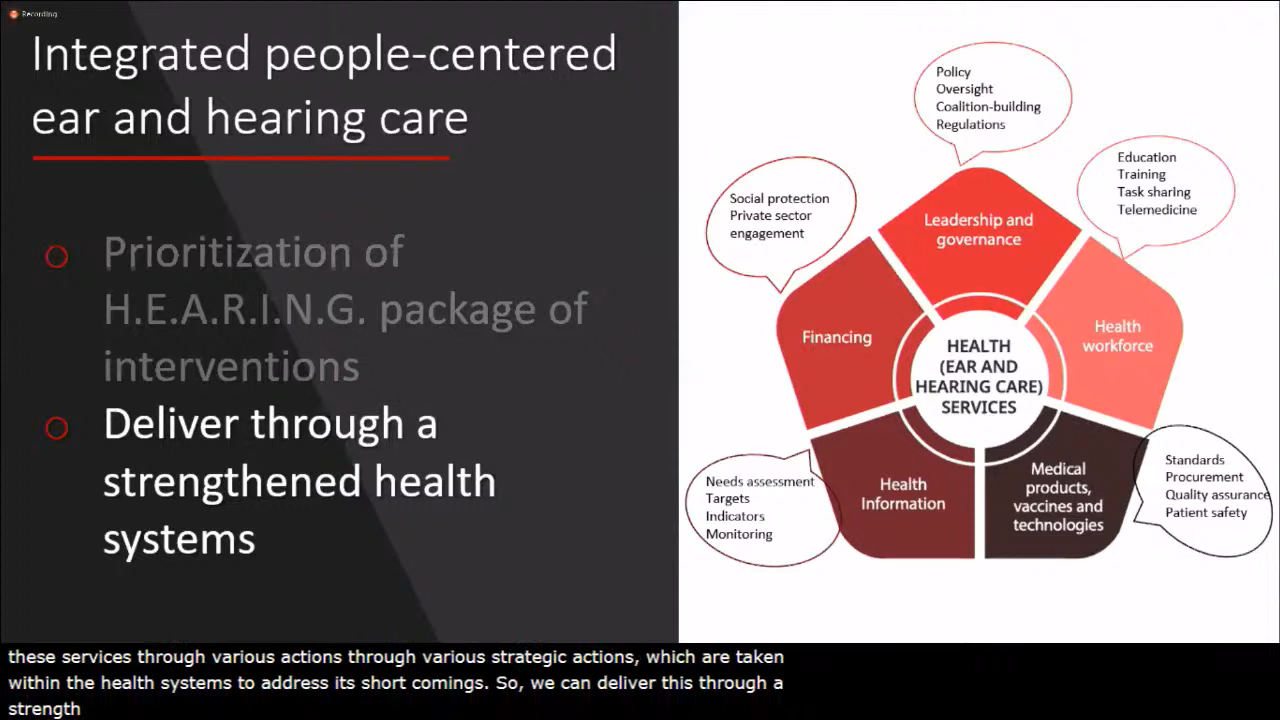 Recording
Integrated people-centered
ear and hearing care
Prioritization of
H.E.A.R.I.N.G. package of
interventions
Deliver through a
strengthened health
systems
Policy
Oversight
Coalition-building
Regulations
Education
Training
Task sharing
Telemedicine
Social protection
Private sector
engagement
Leadership and
governance
Financing
Health
workforce
HEALTH
(EAR AND
HEARING CARE)
SERVICES
Needs assessment
Targets
Indicators
Monitoring
Health
Information
Medical
products,
vaccines and
technologies
Standards
Procurement
Quality assurance
Patient safety
these services through various actions through various strategic actions, which are taken
within the health systems to address its short comings. So, we can deliver this through a
strength